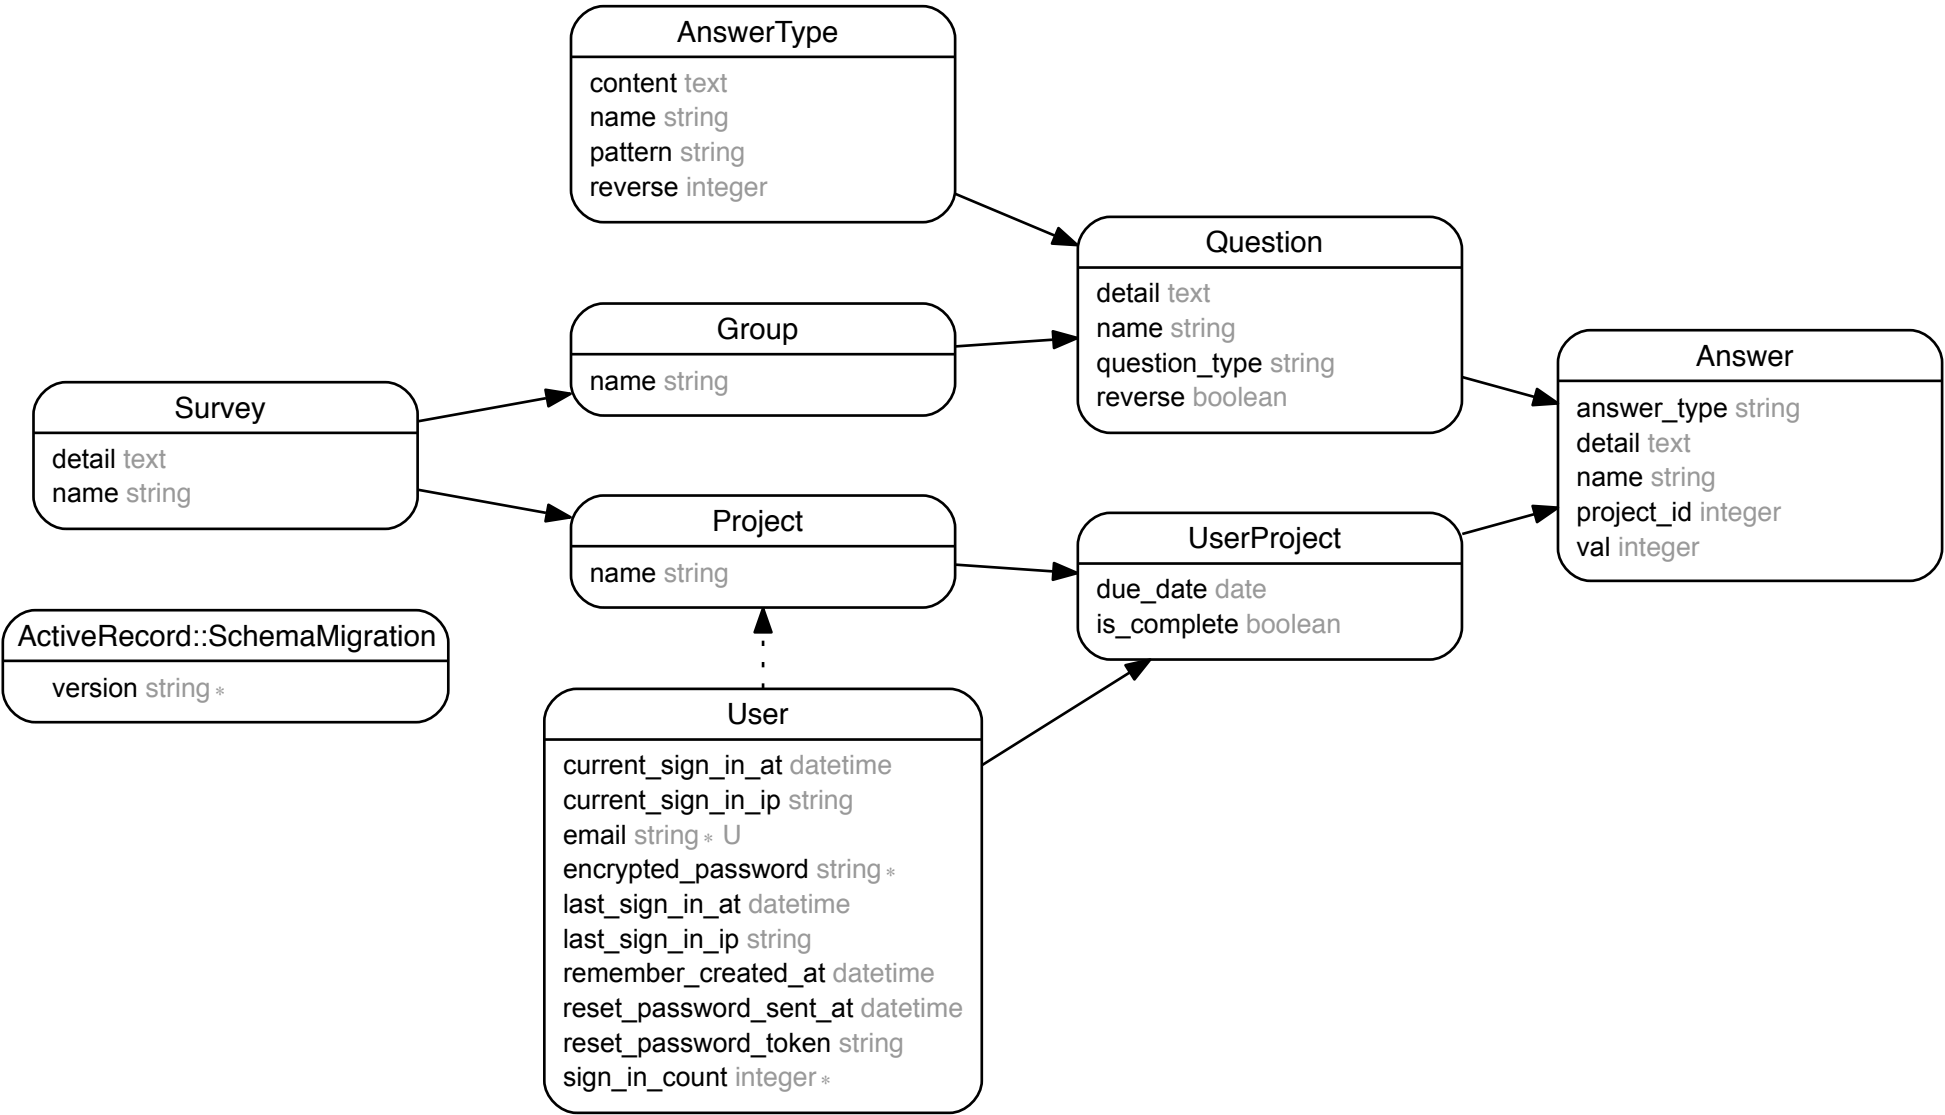 AnswerType
content text
name string
pattern string
reverse integer
Question
detail text
name string
question_type string
reverse boolean
Group
name string
Answer
answer_type string
detail text
name string
project_id integer
val integer
Survey
detail text
name string
Project
name string
UserProject
due_date date
is_complete boolean
ActiveRecord::SchemaMigration
version string *
User
current_sign_in_at datetime
current_sign_in_ip string
email string * U
encrypted_password string *
last_sign_in_at datetime
last_sign_in_ip string
remember_created_at datetime
reset_password_sent_at datetime
reset_password_token string
sign_in_count integer *